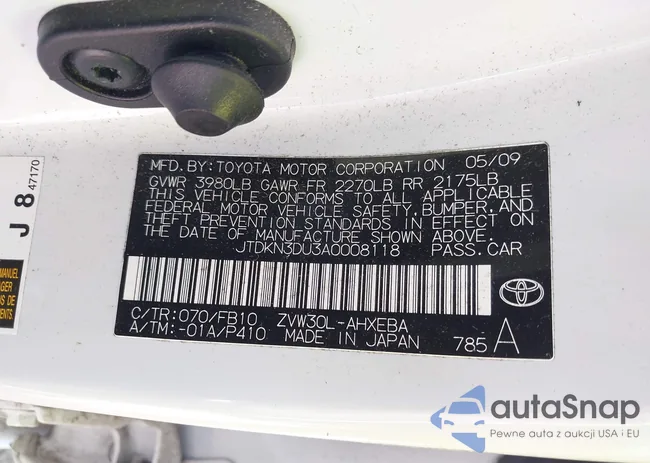 MFD.BY:TOYOTA MOTOR CORPORATION 05/09
GVWR 3980LB GAWR FR 2270LB RR 2175LB
THIS VEHICLE CONFORMS TO ALL APPLICABLE
FEDERAL MOTOR VEHICLE SAFETY, BUMPER, AND
THEFT PREVENTION STANDARDS IN EFFECT ON
THE DATE OF MANUFACTURE SHOWN ABOVE.
JTDKN3DU3A0008118 PASS.CAR
C/TR:070/FB10 ZVW30L-AHXEBA
A/TM:-01A/P410 MADE IN JAPAN 785 A
J 8 47170
Manual
autaSnap
Pewne auta z aukcji USA i EU